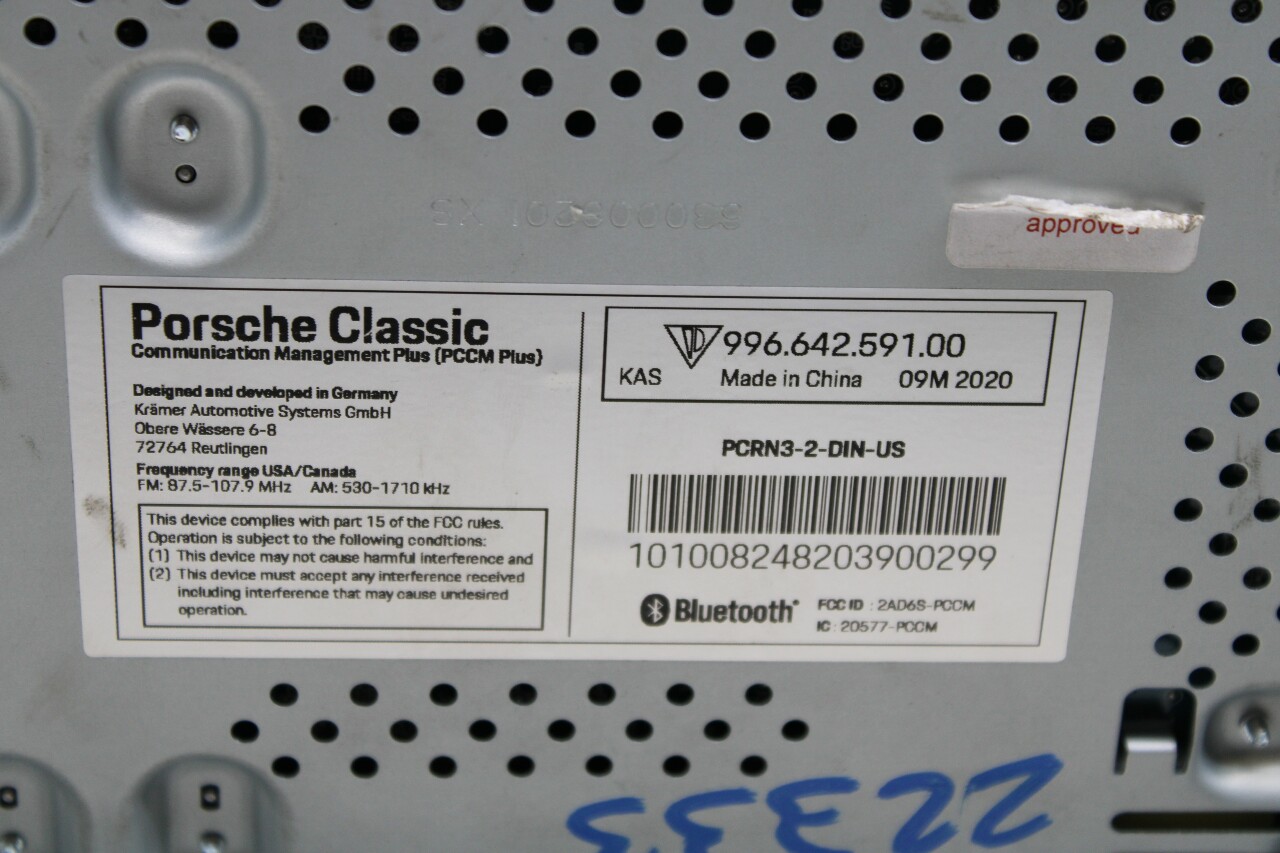 approved
Porsche Classic
Communication Management Plus (PCCM Plus)
Designed and developed in Germany
Krämer Automotive Systems GmbH
Obere Wässere 6-8
72764 Reutlingen
Frequency range USA/Canada
FM: 87.5-107.9 MHz AM: 530-1710 kHz
This device complies with part 15 of the FCC rules.
Operation is subject to the following conditions:
(1) This device may not cause harmful interference and
(2) This device must accept any interference received
including interference that may cause undesired
operation.
996.642.591.00
KAS Made in China 09M 2020
PCRN3-2-DIN-US
101008248203900299
Bluetooth®
FCC ID : 2AD6S-PCCM
IC : 20577-PCCM